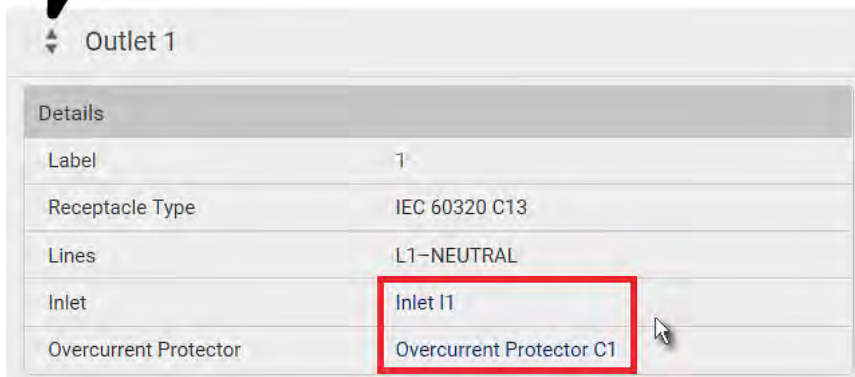 Outlet 1
Details
Label 1
Receptacle Type IEC 60320 C13
Lines L1–NEUTRAL
Inlet Inlet I1
Overcurrent Protector Overcurrent Protector C1